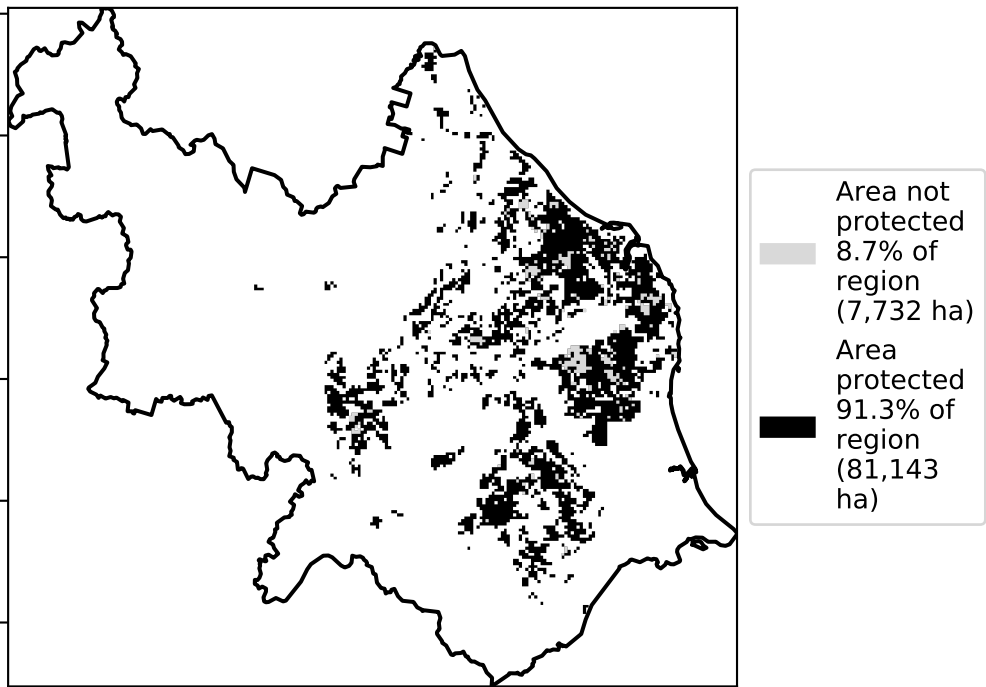 Area not
protected
8.7% of
region
(7,732 ha)
Area
protected
91.3% of
region
(81,143
ha)